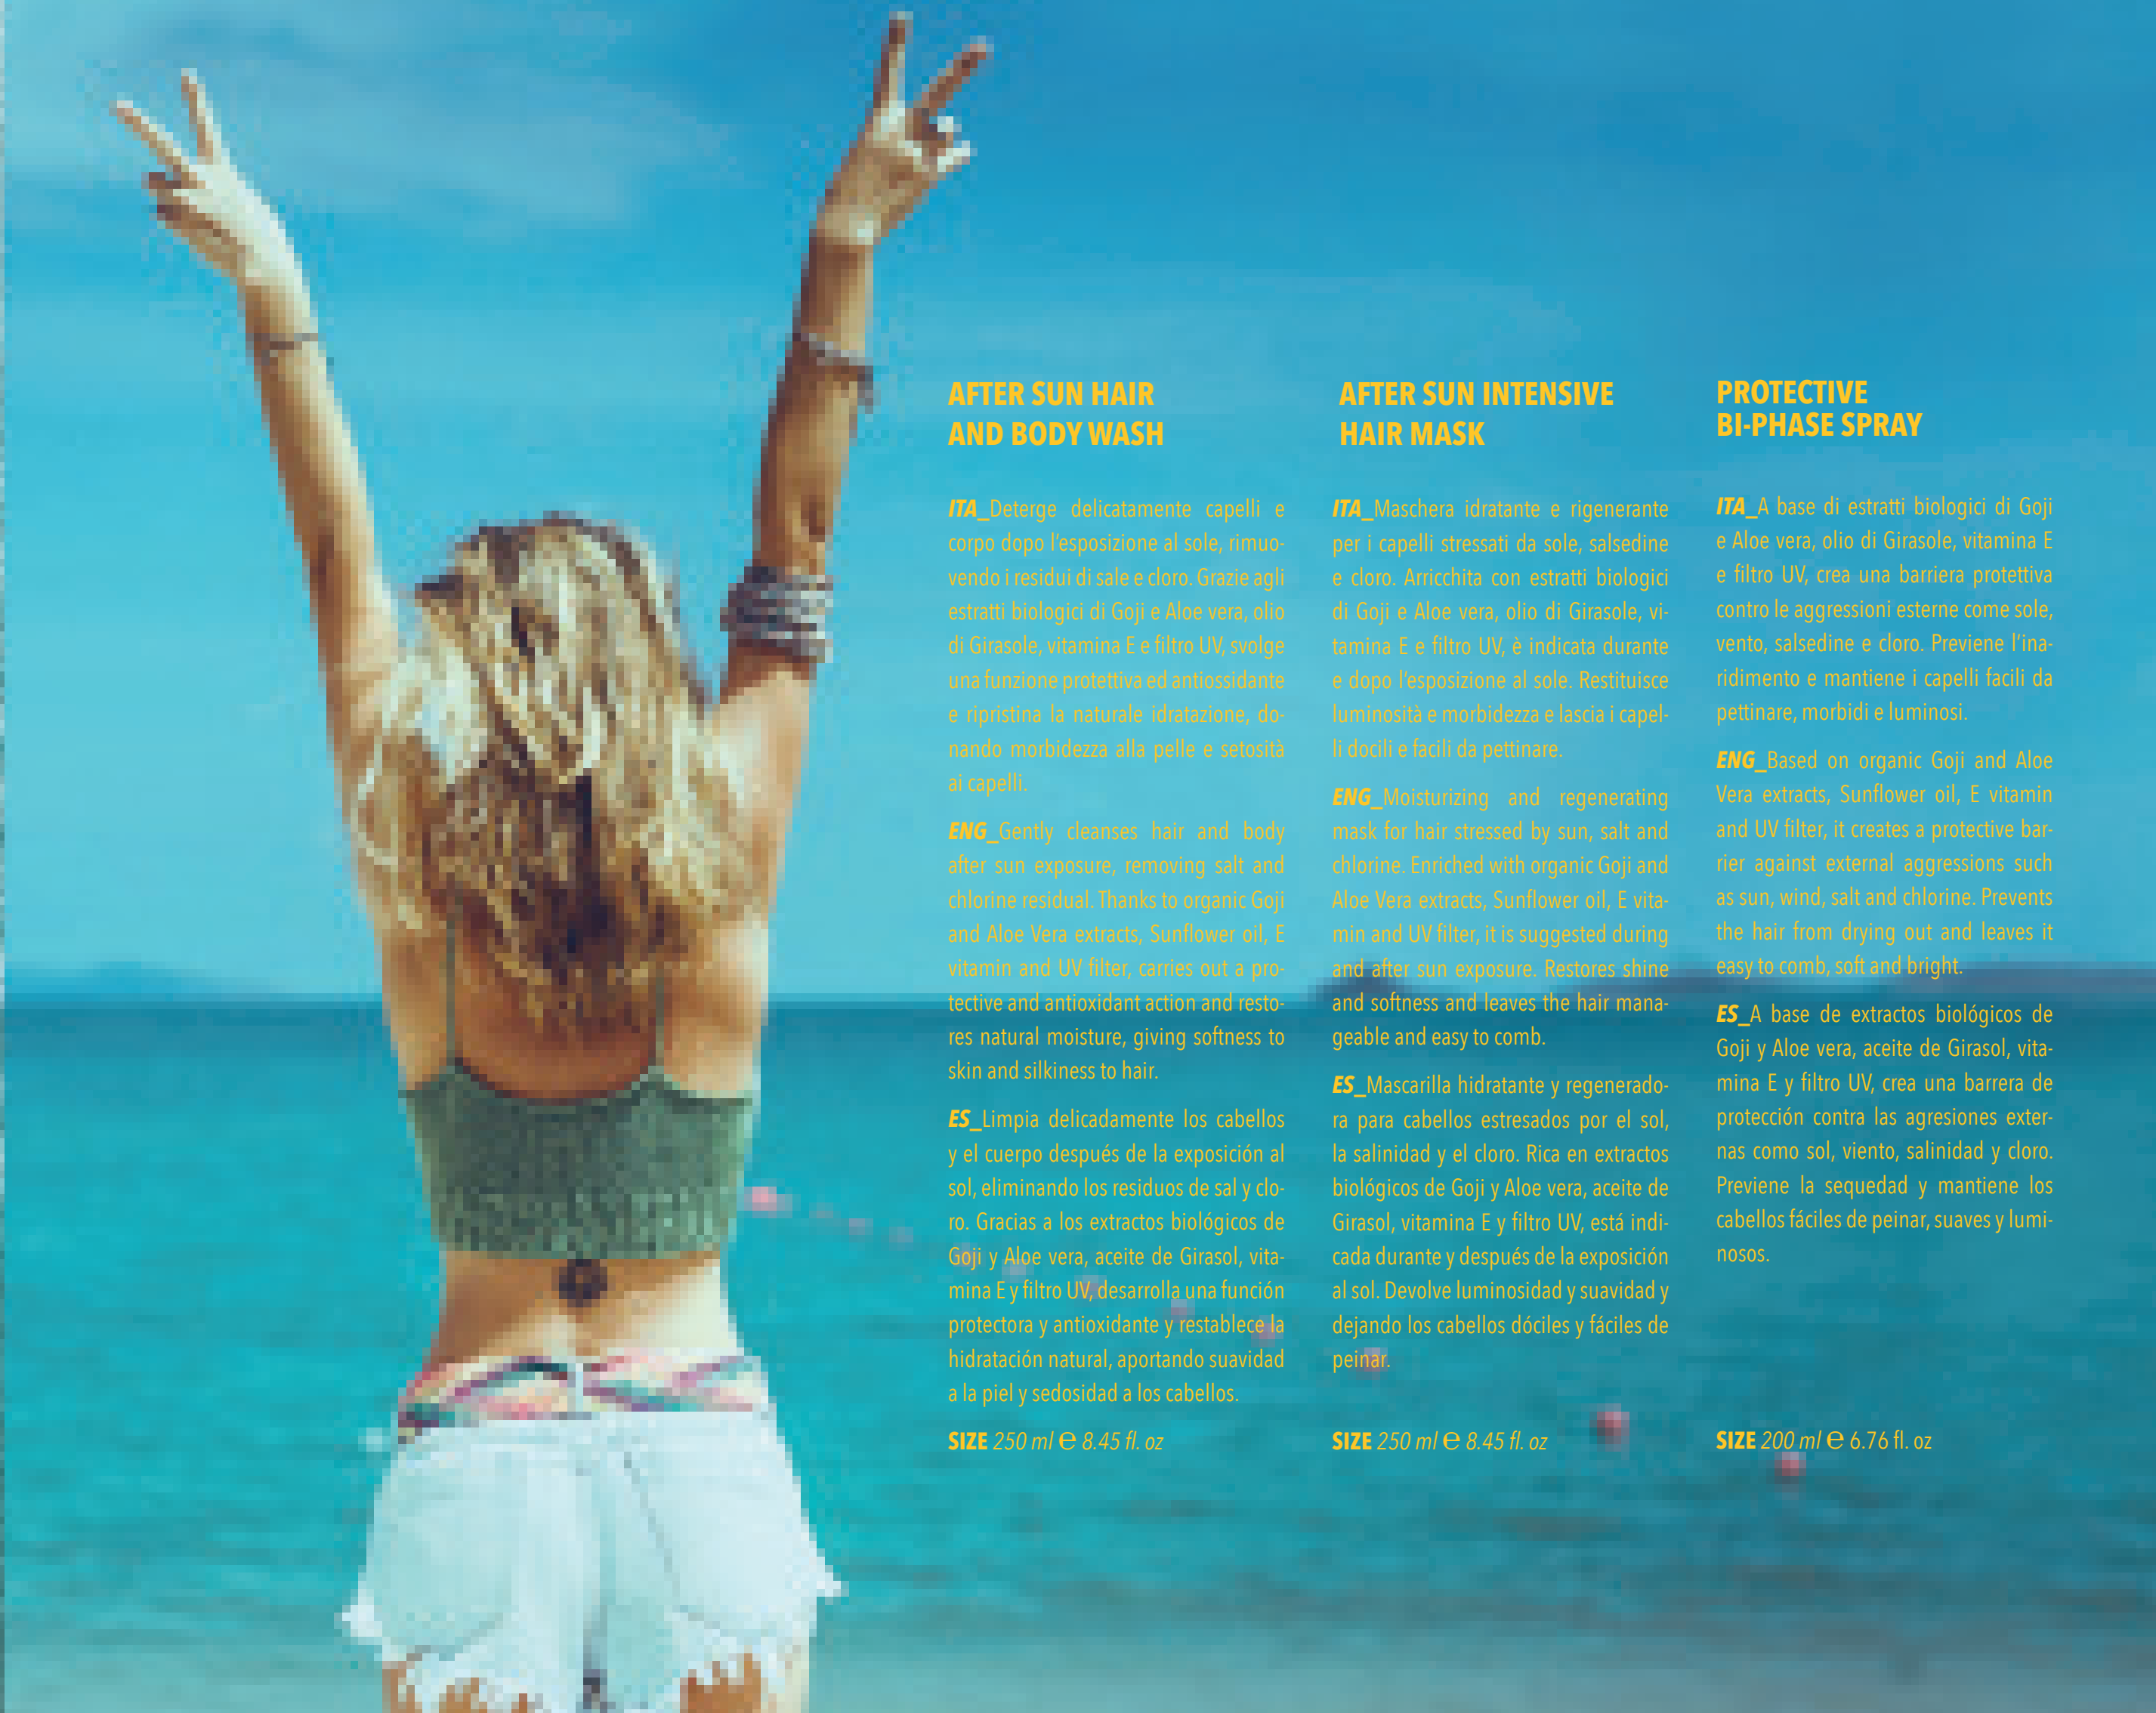 AFTER SUN HAIR
AND BODY WASH
ITA_Deterge delicatamente capelli e
corpo dopo l'esposizione al sole, rimuo-
vendo i residui di sale e cloro. Grazie agli
estratti biologici di Goji e Aloe vera, olio
di Girasole, vitamina E e filtro UV, svolge
una funzione protettiva ed antiossidante
e ripristina la naturale idratazione, do-
nando morbidezza alla pelle e setosità
ai capelli.
ENG_Gently cleanses hair and body
after sun exposure, removing salt and
chlorine residual. Thanks to organic Goji
and Aloe Vera extracts, Sunflower oil, E
vitamin and UV filter, carries out a pro-
tective and antioxidant action and resto-
res natural moisture, giving softness to
skin and silkiness to hair.
ES_Limpia delicadamente los cabellos
y el cuerpo después de la exposición al
sol, eliminando los residuos de sal y clo-
ro. Gracias a los extractos biológicos de
Goji y Aloe vera, aceite de Girasol, vita-
mina E y filtro UV, desarrolla una función
protectora y antioxidante y restablece la
hidratación natural, aportando suavidad
a la piel y sedosidad a los cabellos.
SIZE 250 ml ℮ 8.45 fl. oz
AFTER SUN INTENSIVE
HAIR MASK
ITA_Maschera idratante e rigenerante
per i capelli stressati da sole, salsedine
e cloro. Arricchita con estratti biologici
di Goji e Aloe vera, olio di Girasole, vi-
tamina E e filtro UV, è indicata durante
e dopo l'esposizione al sole. Restituisce
luminosità e morbidezza e lascia i capel-
li docili e facili da pettinare.
ENG_Moisturizing and regenerating
mask for hair stressed by sun, salt and
chlorine. Enriched with organic Goji and
Aloe Vera extracts, Sunflower oil, E vita-
min and UV filter, it is suggested during
and after sun exposure. Restores shine
and softness and leaves the hair mana-
geable and easy to comb.
ES_Mascarilla hidratante y regenerado-
ra para cabellos estresados por el sol,
la salinidad y el cloro. Rica en extractos
biológicos de Goji y Aloe vera, aceite de
Girasol, vitamina E y filtro UV, está indi-
cada durante y después de la exposición
al sol. Devolve luminosidad y suavidad y
dejando los cabellos dóciles y fáciles de
peinar.
SIZE 250 ml ℮ 8.45 fl. oz
PROTECTIVE
BI-PHASE SPRAY
ITA_A base di estratti biologici di Goji
e Aloe vera, olio di Girasole, vitamina E
e filtro UV, crea una barriera protettiva
contro le aggressioni esterne come sole,
vento, salsedine e cloro. Previene l'ina-
ridimento e mantiene i capelli facili da
pettinare, morbidi e luminosi.
ENG_Based on organic Goji and Aloe
Vera extracts, Sunflower oil, E vitamin
and UV filter, it creates a protective bar-
rier against external aggressions such
as sun, wind, salt and chlorine. Prevents
the hair from drying out and leaves it
easy to comb, soft and bright.
ES_A base de extractos biológicos de
Goji y Aloe vera, aceite de Girasol, vita-
mina E y filtro UV, crea una barrera de
protección contra las agresiones exter-
nas como sol, viento, salinidad y cloro.
Previene la sequedad y mantiene los
cabellos fáciles de peinar, suaves y lumi-
nosos.
SIZE 200 ml ℮ 6.76 fl. oz